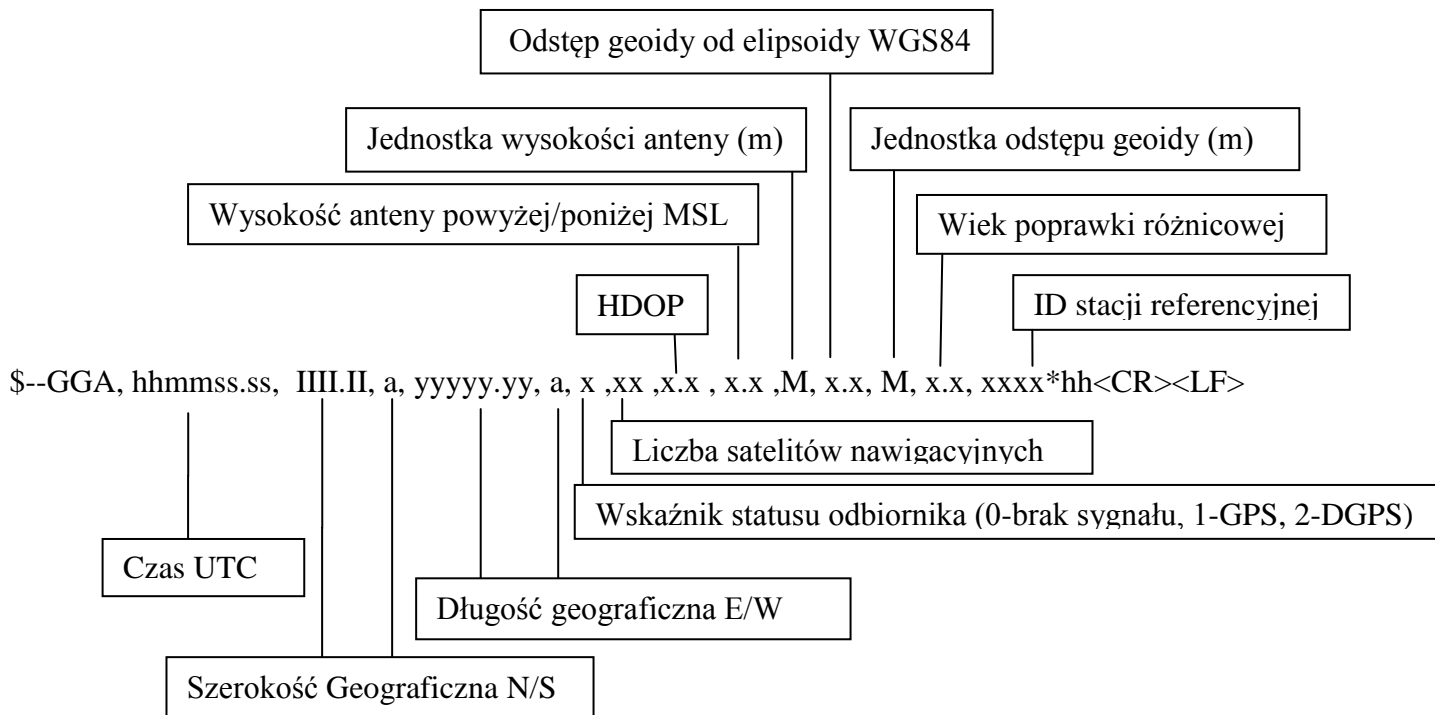 Odstęp geoidy od elipsoidy WGS84
Jednostka wysokości anteny (m)
Jednostka odstępu geoidy (m)
Wysokość anteny powyżej/poniżej MSL
Wiek poprawki różnicowej
HDOP
ID stacji referencyjnej
$--GGA, hhmmss.ss, IIII.II, a, yyyyy.yy, a, x ,xx ,x.x , x.x ,M, x.x, M, x.x, xxxx*hh<CR><LF>
Liczba satelitów nawigacyjnych
Wskaźnik statusu odbiornika (0-brak sygnału, 1-GPS, 2-DGPS)
Czas UTC
Długość geograficzna E/W
Szerokość Geograficzna N/S